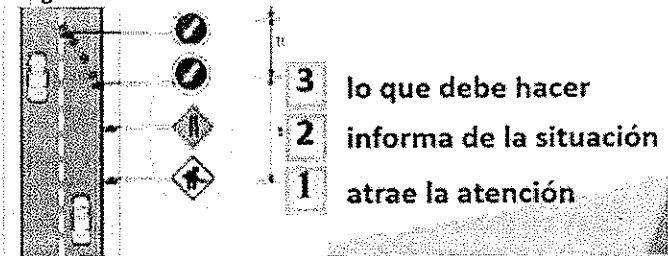 3 lo que debe hacer
2 informa de la situación
1 atrae la atención